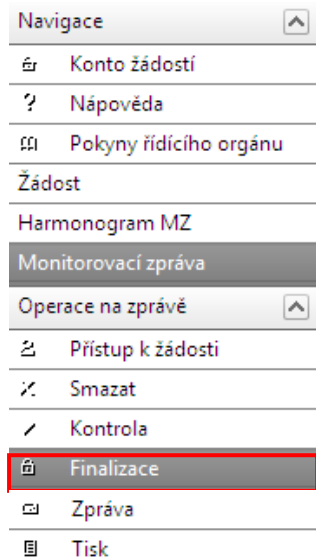 Navigace
Konto žádostí
Nápověda
Pokyny řídícího orgánu
Žádost
Harmonogram MZ
Monitorovací zpráva
Operace na zprávě
Přístup k žádosti
Smazat
Kontrola
Finalizace
Zpráva
Tisk